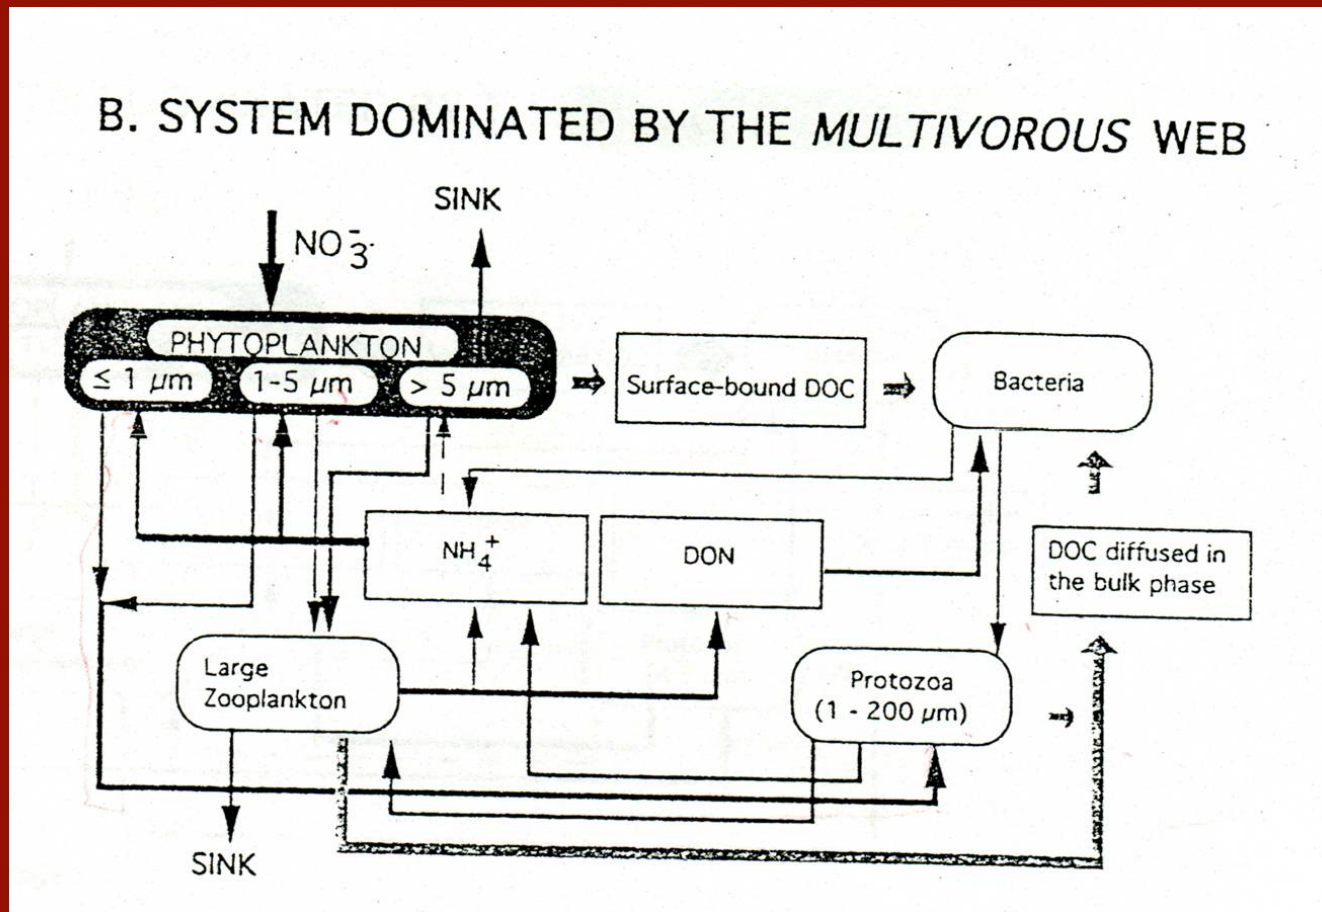 B. SYSTEM DOMINATED BY THE MULTIVOROUS WEB
SINK
NO₃⁻
PHYTOPLANKTON
≤ 1 μm
1-5 μm
> 5 μm
Surface-bound DOC
Bacteria
NH₄⁺
DON
DOC diffused in
the bulk phase
Large
Zooplankton
Protozoa
(1 - 200 μm)
SINK